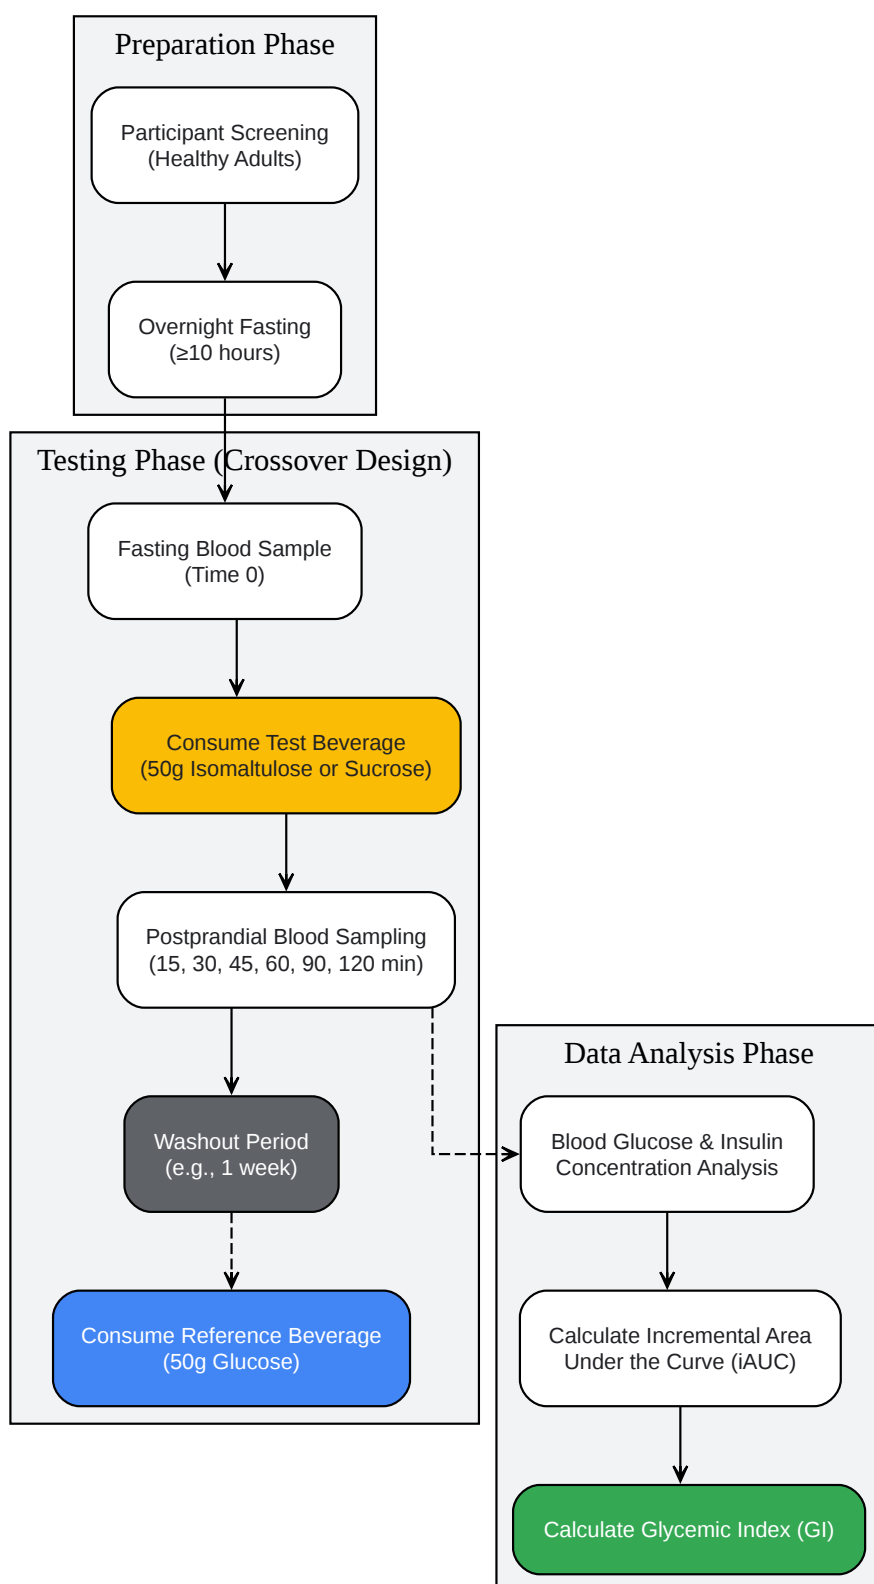 Preparation Phase
Participant Screening
(Healthy Adults)
Overnight Fasting
(≥10 hours)
Testing Phase (Crossover Design)
Fasting Blood Sample
(Time 0)
Consume Test Beverage
(50g Isomaltulose or Sucrose)
Postprandial Blood Sampling
(15, 30, 45, 60, 90, 120 min)
Washout Period
(e.g., 1 week)
Consume Reference Beverage
(50g Glucose)
Data Analysis Phase
Blood Glucose & Insulin
Concentration Analysis
Calculate Incremental Area
Under the Curve (iAUC)
Calculate Glycemic Index (GI)